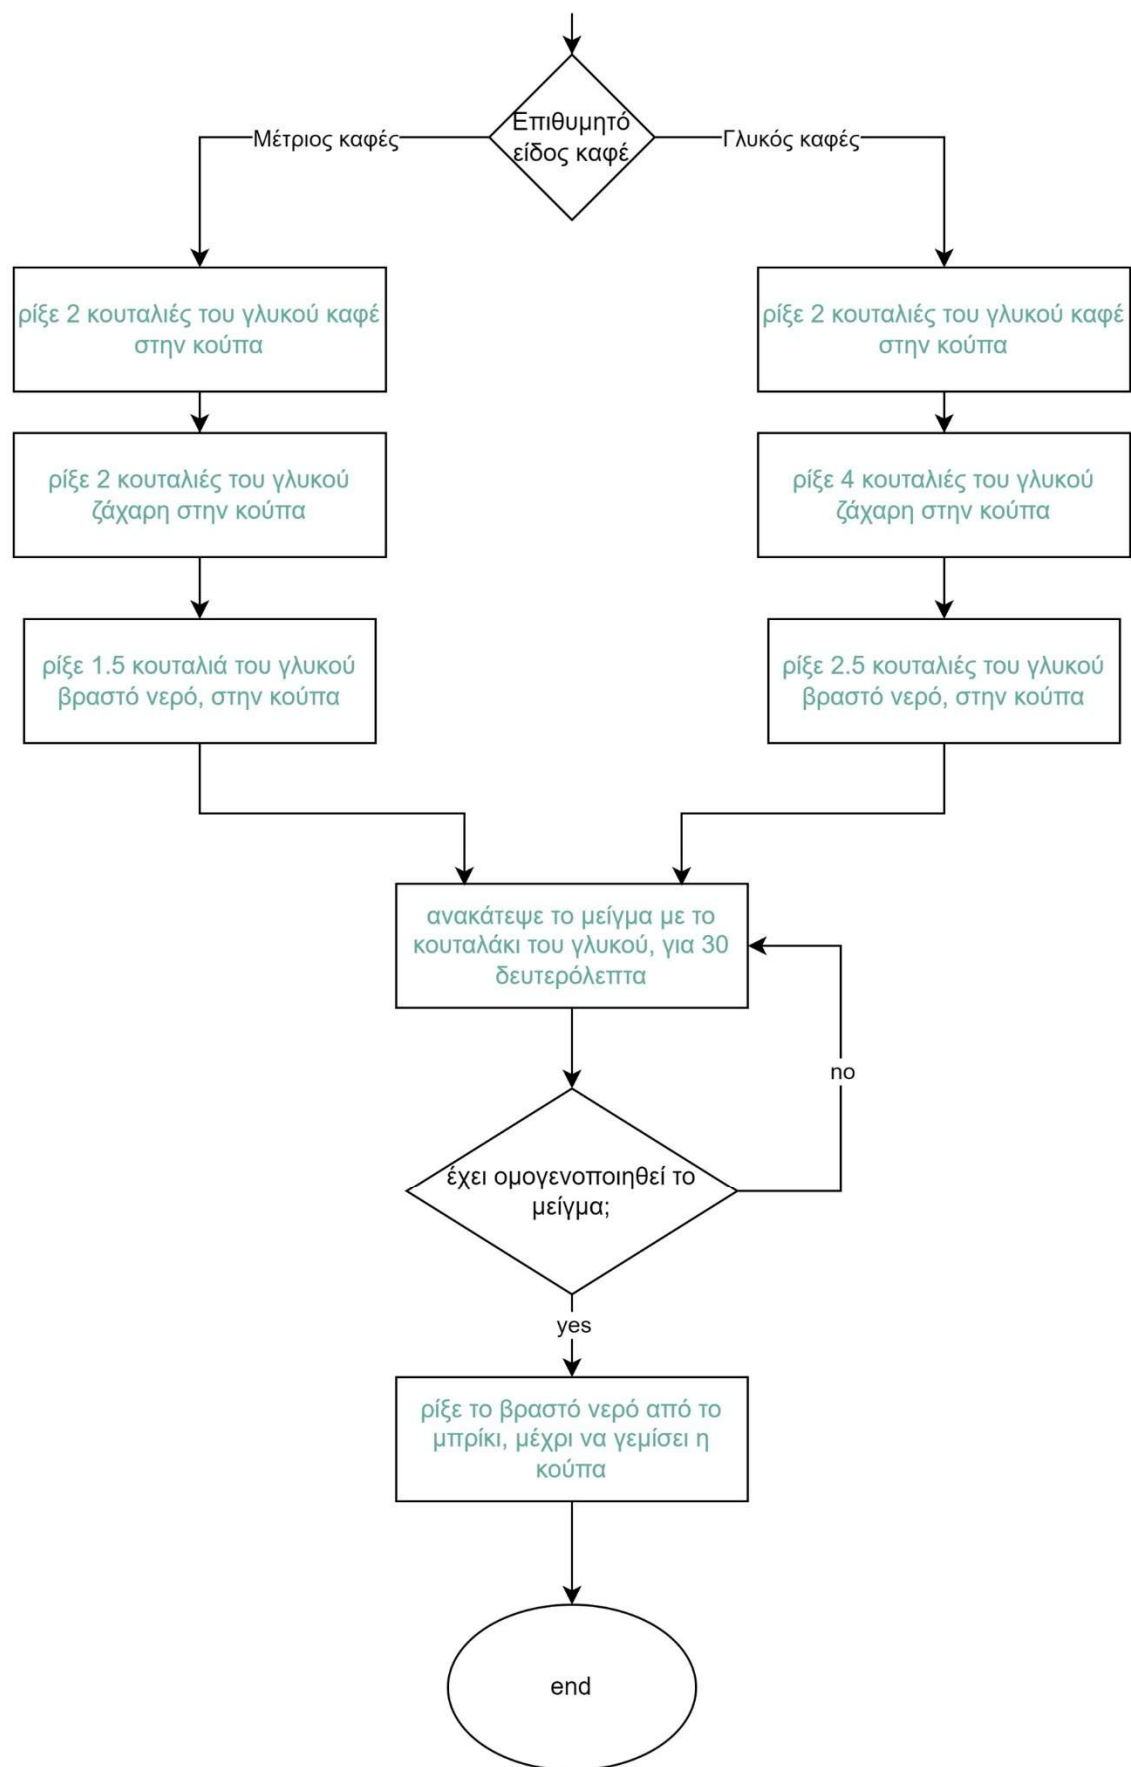 Επιθυμητό
είδος καφέ
Μέτριος καφές
Γλυκός καφές
ρίξε 2 κουταλιές του γλυκού καφέ
στην κούπα
ρίξε 2 κουταλιές του γλυκού καφέ
στην κούπα
ρίξε 2 κουταλιές του γλυκού
ζάχαρη στην κούπα
ρίξε 4 κουταλιές του γλυκού
ζάχαρη στην κούπα
ρίξε 1.5 κουταλιά του γλυκού
βραστό νερό, στην κούπα
ρίξε 2.5 κουταλιές του γλυκού
βραστό νερό, στην κούπα
ανακάτεψε το μείγμα με το
κουταλάκι του γλυκού, για 30
δευτερόλεπτα
no
έχει ομογενοποιηθεί το
μείγμα;
yes
ρίξε το βραστό νερό από το
μπρίκι, μέχρι να γεμίσει η
κούπα
end